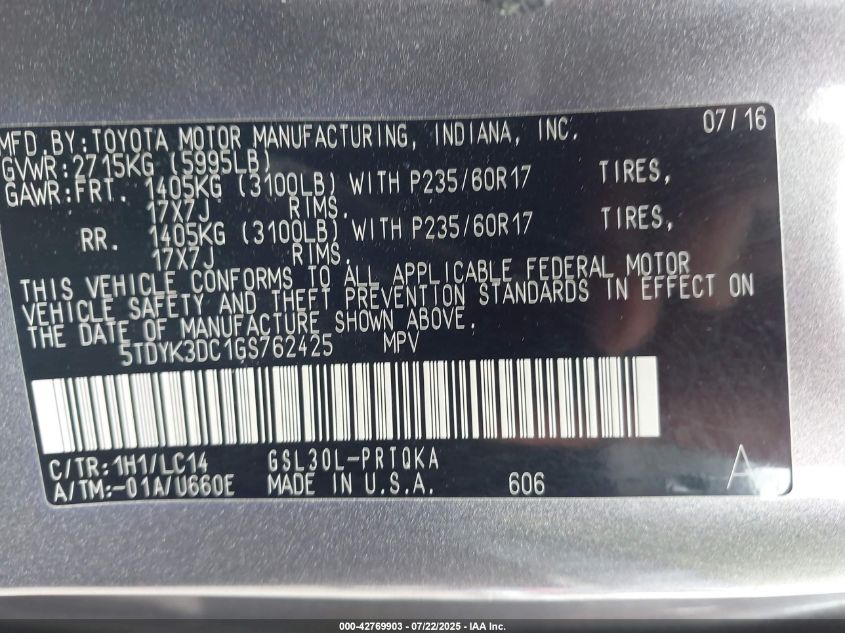 MFD. BY: TOYOTA MOTOR MANUFACTURING, INDIANA, INC. 07/16
GVWR: 2715KG (5995LB)
GAWR: FRT. 1405KG (3100LB) WITH P235/60R17 TIRES,
17X7J RIMS.
RR. 1405KG (3100LB) WITH P235/60R17 TIRES,
17X7J RIMS.
THIS VEHICLE CONFORMS TO ALL APPLICABLE FEDERAL MOTOR
VEHICLE SAFETY AND THEFT PREVENTION STANDARDS IN EFFECT ON
THE DATE OF MANUFACTURE SHOWN ABOVE.
5TDYK3DC1GS762425 MPV
C/TR: 1H1/LC14 GSL30L-PRTQKA A
A/TM:-01A/U660E MADE IN U.S.A. 606
000-42769903 - 07/22/2025 - IAA Inc.